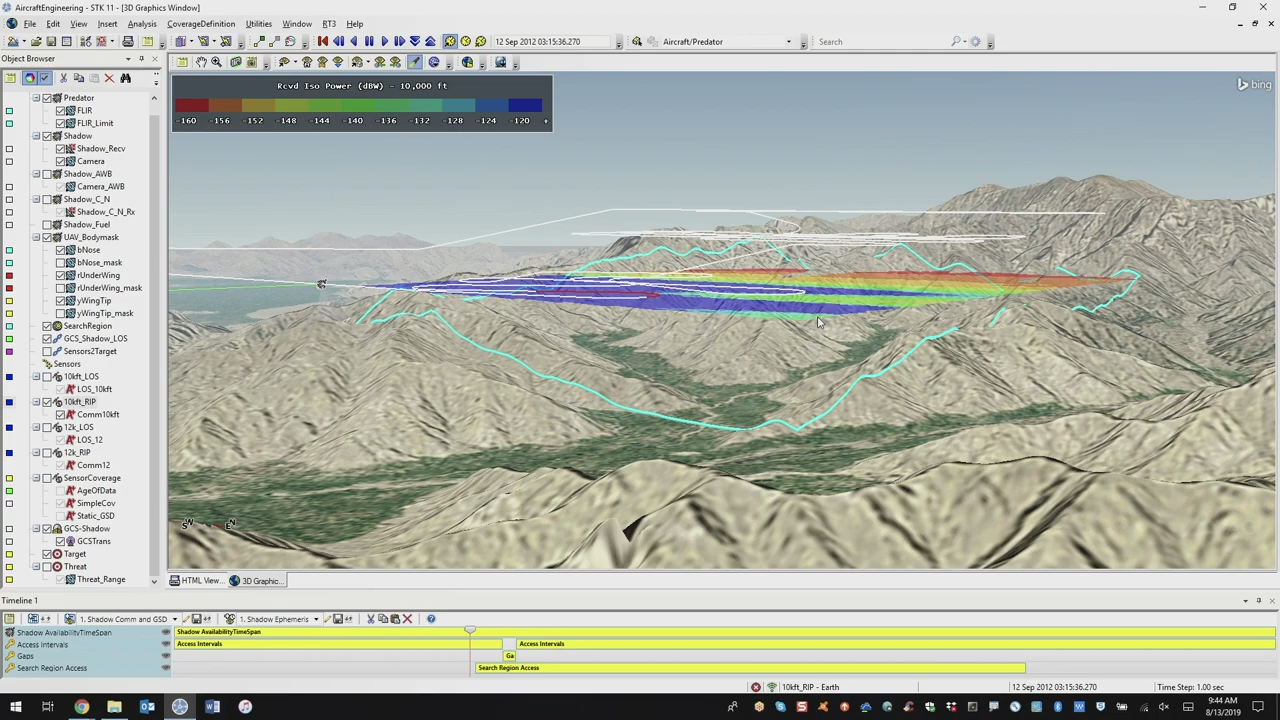 AircraftEngineering - STK 11 - [3D Graphics Window]
File Edit View Insert Analysis CoverageDefinition Utilities Window RT3 Help
12 Sep 2012 03:15:36.270 Aircraft/Predator Search
Object Browser
Predator
FLIR
FLIR_Limit
Shadow
Shadow_Recv
Camera
Shadow_AWB
Camera_AWB
Shadow_C_N
Shadow_C_N_Rx
Shadow_Fuel
UAV_Bodymask
bNose
bNose_mask
rUnderWing
rUnderWing_mask
yWingTip
yWingTip_mask
SearchRegion
GCS_Shadow_LOS
Sensors2Target
Sensors
10kft_LOS
LOS_10kft
10kft_RIP
Comm10kft
12k_LOS
LOS_12
12k_RIP
Comm12
SensorCoverage
AgeOfData
SimpleCov
Static_GSD
GCS-Shadow
GCSTrans
Target
Threat
Threat_Range
Rcvd Iso Power (dBW) - 10,000 ft
-160 -156 -152 -148 -144 -140 -136 -132 -128 -124 -120 +
bing
HTML View... 3D Graphic...
Timeline 1
1. Shadow Comm and GSD 1. Shadow Ephemeris
Shadow AvailabilityTimeSpan Shadow AvailabilityTimeSpan
Access Intervals Access Intervals Access Intervals
Gaps Ga
Search Region Access Search Region Access
10kft_RIP - Earth 12 Sep 2012 03:15:36.270 Time Step: 1.00 sec
9:44 AM
8/13/2019